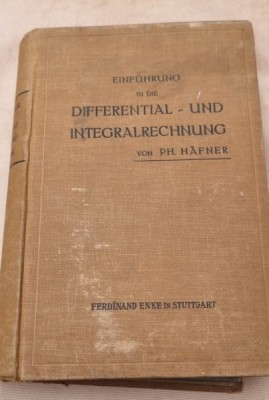 EINFÜHRUNG
IN DIE
DIFFERENTIAL - UND
INTEGRALRECHNUNG
VON PH. HÄFNER
FERDINAND ENKE IN STUTTGART